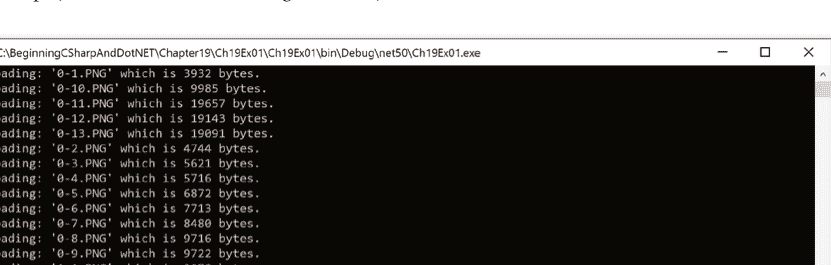 C:\BeginningCSharpAndDotNET\Chapter19\Ch19Ex01\Ch19Ex01\bin\Debug\net50\Ch19Ex01.exe
ading: '0-1.PNG' which is 3932 bytes.
ading: '0-10.PNG' which is 9985 bytes.
ading: '0-11.PNG' which is 19657 bytes.
ading: '0-12.PNG' which is 19143 bytes.
ading: '0-13.PNG' which is 19091 bytes.
ading: '0-2.PNG' which is 4744 bytes.
ading: '0-3.PNG' which is 5621 bytes.
ading: '0-4.PNG' which is 5716 bytes.
ading: '0-5.PNG' which is 6872 bytes.
ading: '0-6.PNG' which is 7713 bytes.
ading: '0-7.PNG' which is 8480 bytes.
ading: '0-8.PNG' which is 9716 bytes.
ading: '0-9.PNG' which is 9722 bytes.